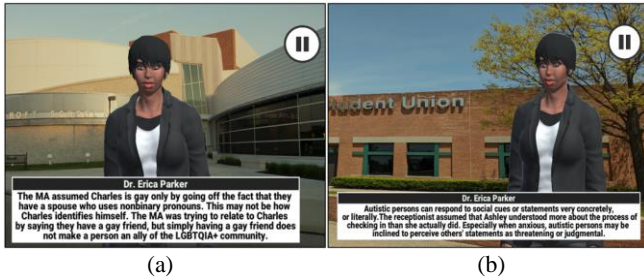 Dr. Erica Parker
The MA assumed Charles is gay only by going off the fact that they
have a spouse who uses nonbinary pronouns. This may not be how
Charles identifies himself. The MA was trying to relate to Charles
by saying they have a gay friend, but simply having a gay friend does
not make a person an ally of the LGBTQIA+ community.
(a)
udent Union
Dr. Erica Parker
Autistic persons can respond to social cues or statements very concretely,
or literally.The receptionist assumed that Ashley understood more about the process of
checking in than she actually did. Especially when anxious, autistic persons may be
inclined to perceive others' statements as threatening or judgmental.
(b)